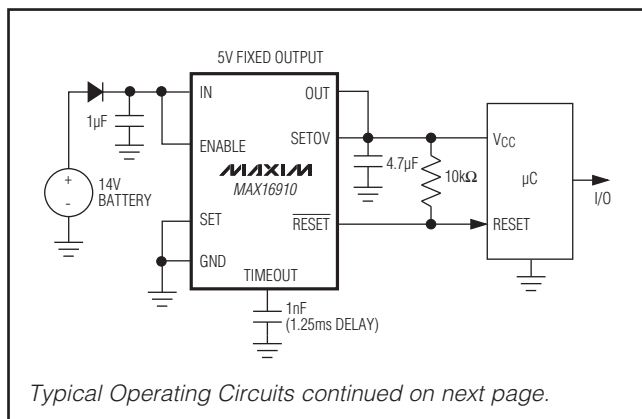 5V FIXED OUTPUT
IN
OUT
1µF
ENABLE
SETOV
VCC
MAXIM
MAX16910
4.7µF
10kΩ
µC
+
-
14V
BATTERY
I/O
SET
RESET
RESET
GND
TIMEOUT
1nF
(1.25ms DELAY)
Typical Operating Circuits continued on next page.